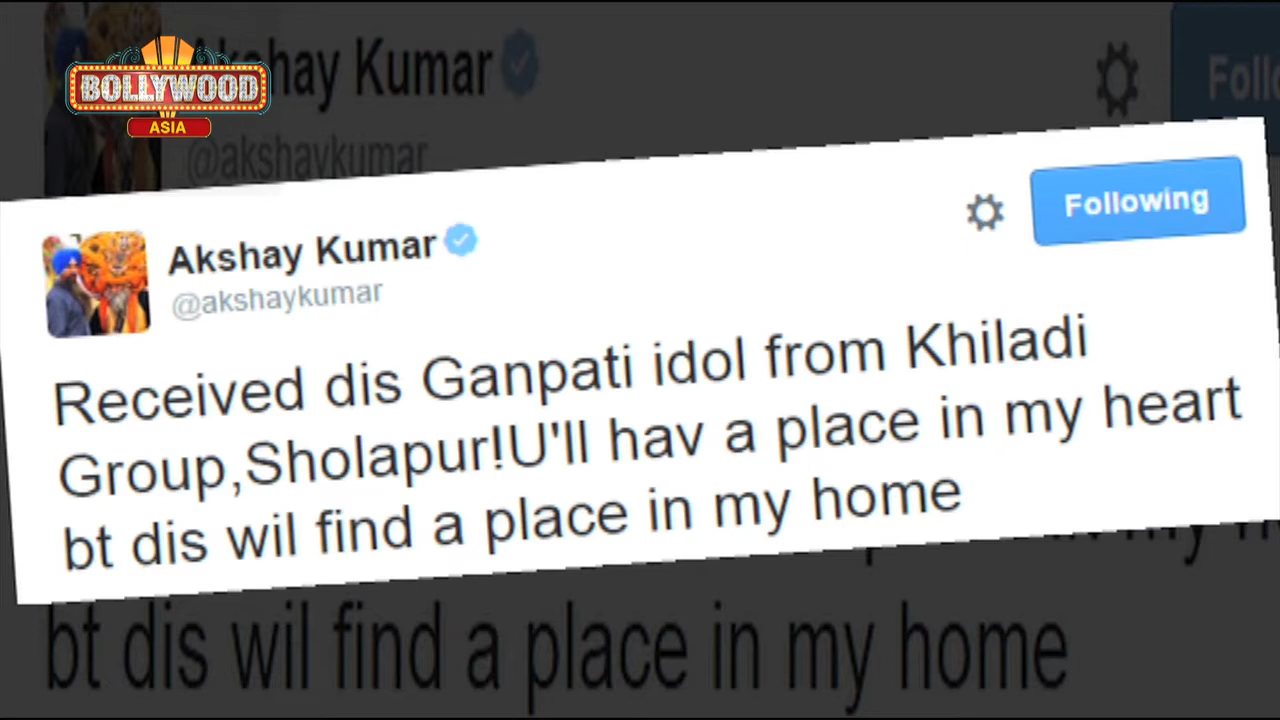 BOLLYWOOD
ASIA
Akshay Kumar
@akshaykumar
Following
Received dis Ganpati idol from Khiladi
Group,Sholapur!U'll hav a place in my heart
bt dis wil find a place in my home
hay Kumar
@akshaykumar
Foll
bt dis wil find a place in my home